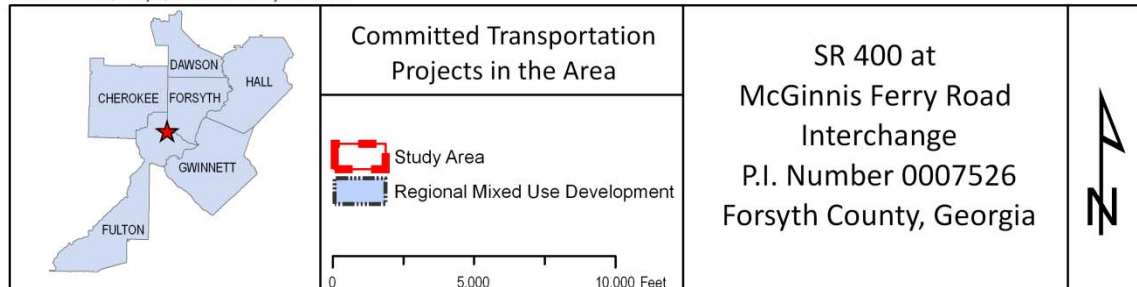 DAWSON
HALL
CHEROKEE
FORSYTH
GWINNETT
FULTON
Committed Transportation
Projects in the Area
Study Area
Regional Mixed Use Development
0 5,000 10,000 Feet
SR 400 at
McGinnis Ferry Road
Interchange
P.I. Number 0007526
Forsyth County, Georgia
N